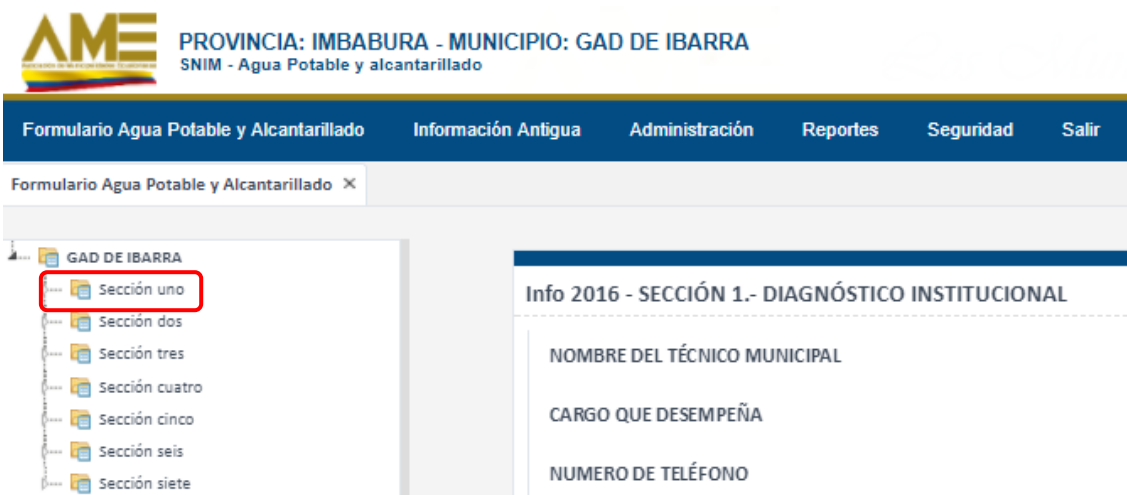 AME
PROVINCIA: IMBABURA - MUNICIPIO: GAD DE IBARRA
SNIM - Agua Potable y alcantarillado
Formulario Agua Potable y Alcantarillado Información Antigua Administración Reportes Seguridad Salir
Formulario Agua Potable y Alcantarillado ×
GAD DE IBARRA
Sección uno
Sección dos
Sección tres
Sección cuatro
Sección cinco
Sección seis
Sección siete
Info 2016 - SECCIÓN 1.- DIAGNÓSTICO INSTITUCIONAL
NOMBRE DEL TÉCNICO MUNICIPAL
CARGO QUE DESEMPEÑA
NUMERO DE TELÉFONO